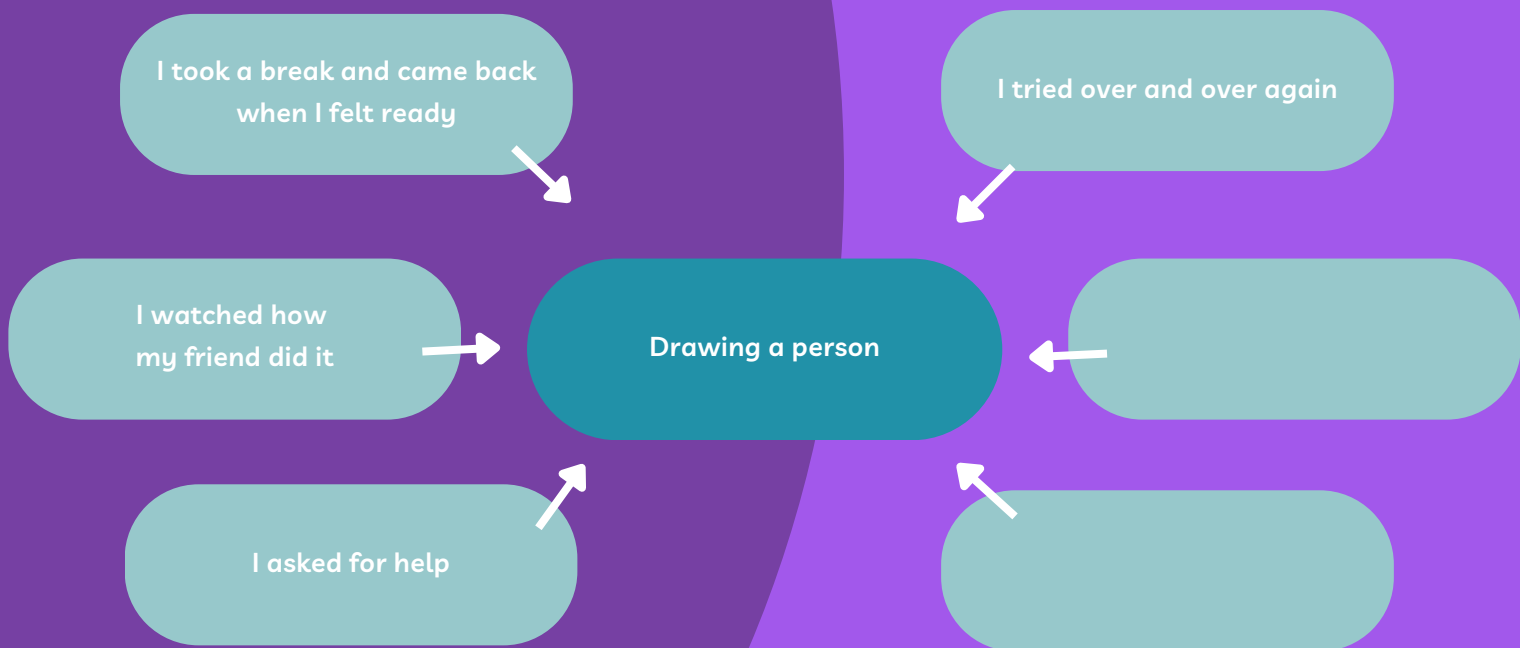 I took a break and came back
when I felt ready
I tried over and over again
I watched how
my friend did it
Drawing a person
I asked for help